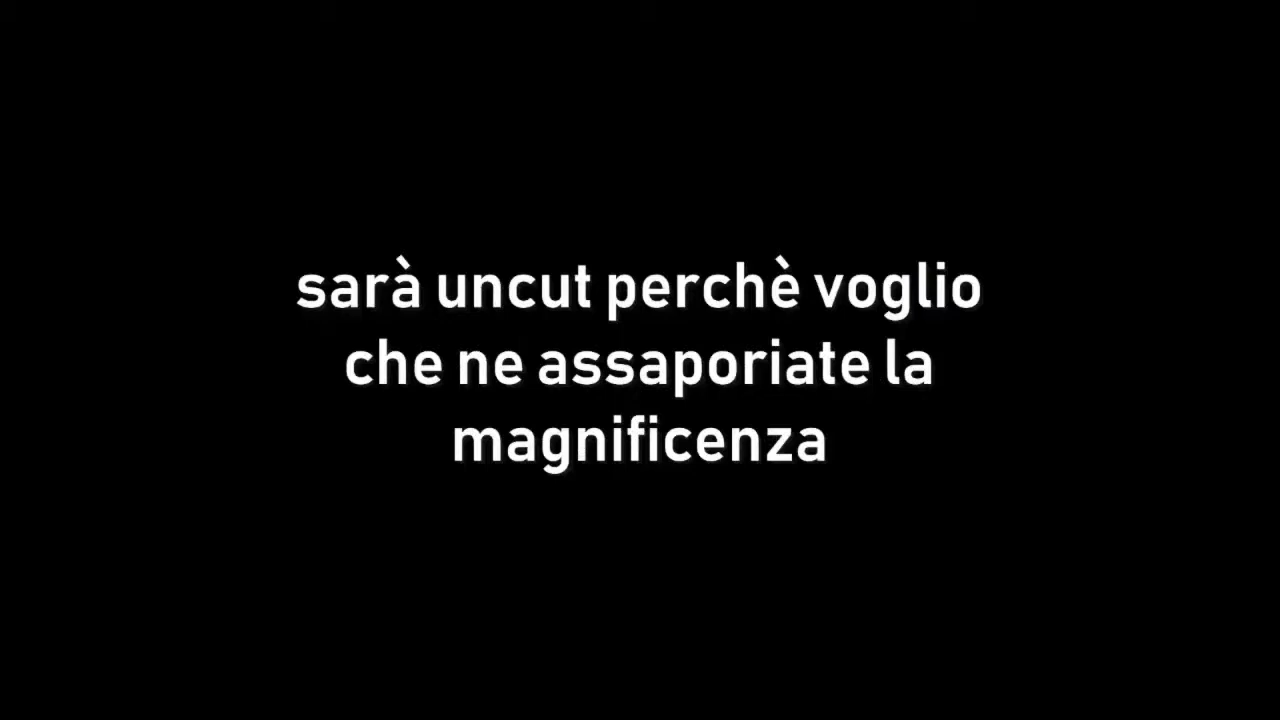 sarà uncut perchè voglio
che ne assaporiate la
magnificenza